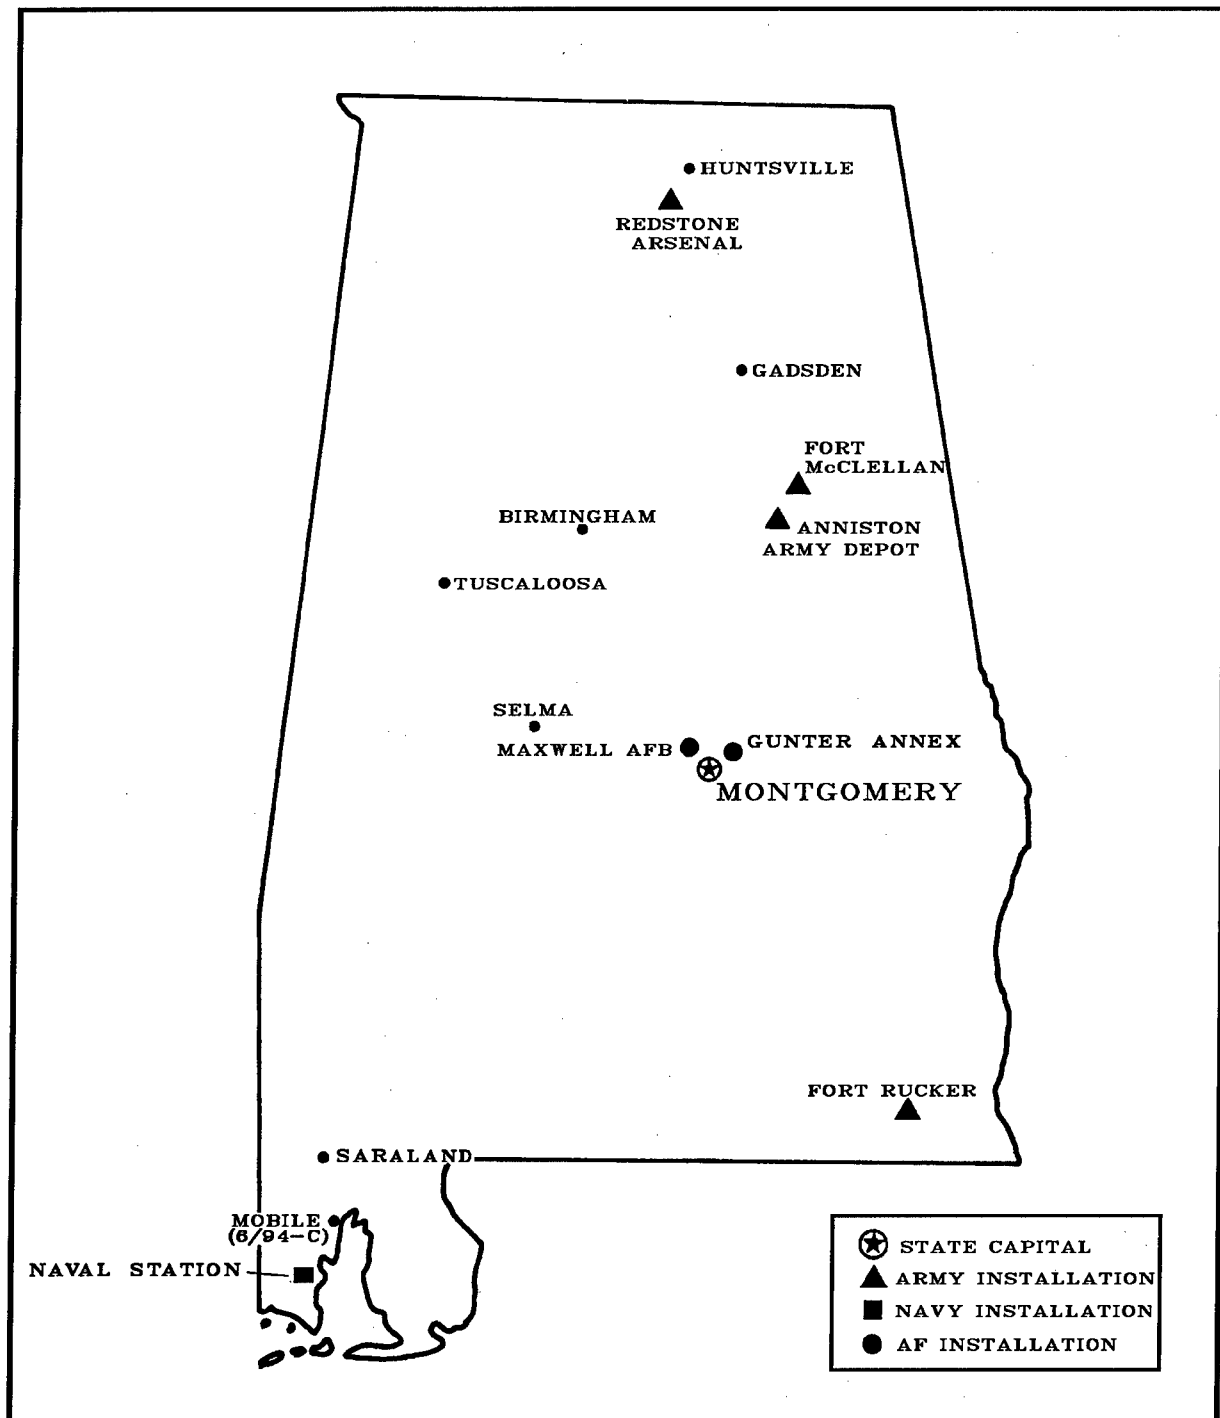 HUNTSVILLE
REDSTONE
ARSENAL
GADSDEN
FORT
McCLELLAN
BIRMINGHAM
ANNISTON
ARMY DEPOT
TUSCALOOSA
SELMA
MAXWELL AFB
GUNTER ANNEX
MONTGOMERY
FORT RUCKER
SARALAND
MOBILE
(6/94-C)
NAVAL STATION
STATE CAPITAL
ARMY INSTALLATION
NAVY INSTALLATION
AF INSTALLATION